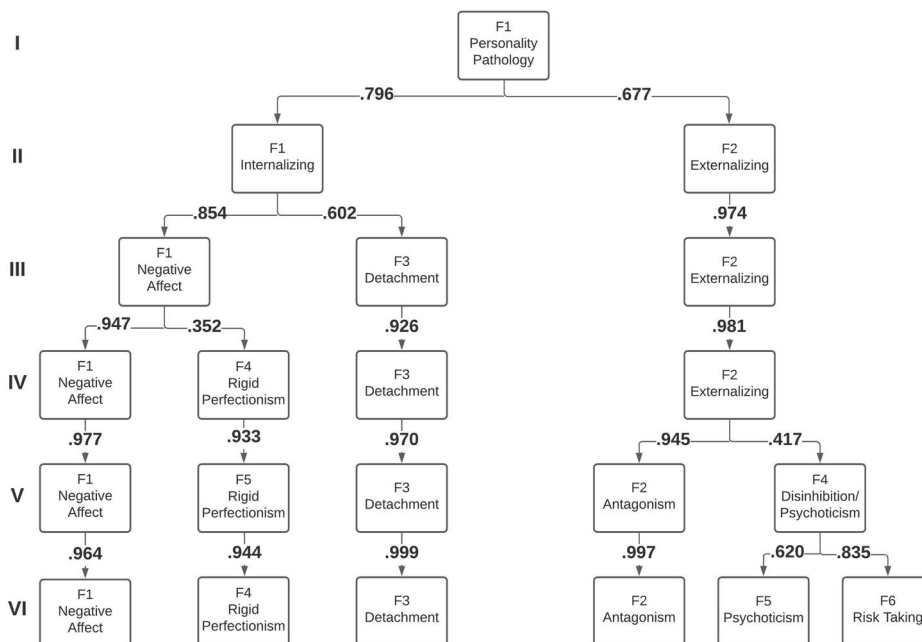 I
F1
Personality
Pathology
.796
.677
II
F1
Internalizing
F2
Externalizing
.854
.602
.974
III
F1
Negative
Affect
F3
Detachment
F2
Externalizing
.947
.352
.926
.981
IV
F1
Negative
Affect
F4
Rigid
Perfectionism
F3
Detachment
F2
Externalizing
.977
.933
.970
.945
.417
V
F1
Negative
Affect
F5
Rigid
Perfectionism
F3
Detachment
F2
Antagonism
F4
Disinhibition/
Psychoticism
.964
.944
.999
.997
.620
.835
VI
F1
Negative
Affect
F4
Rigid
Perfectionism
F3
Detachment
F2
Antagonism
F5
Psychoticism
F6
Risk Taking